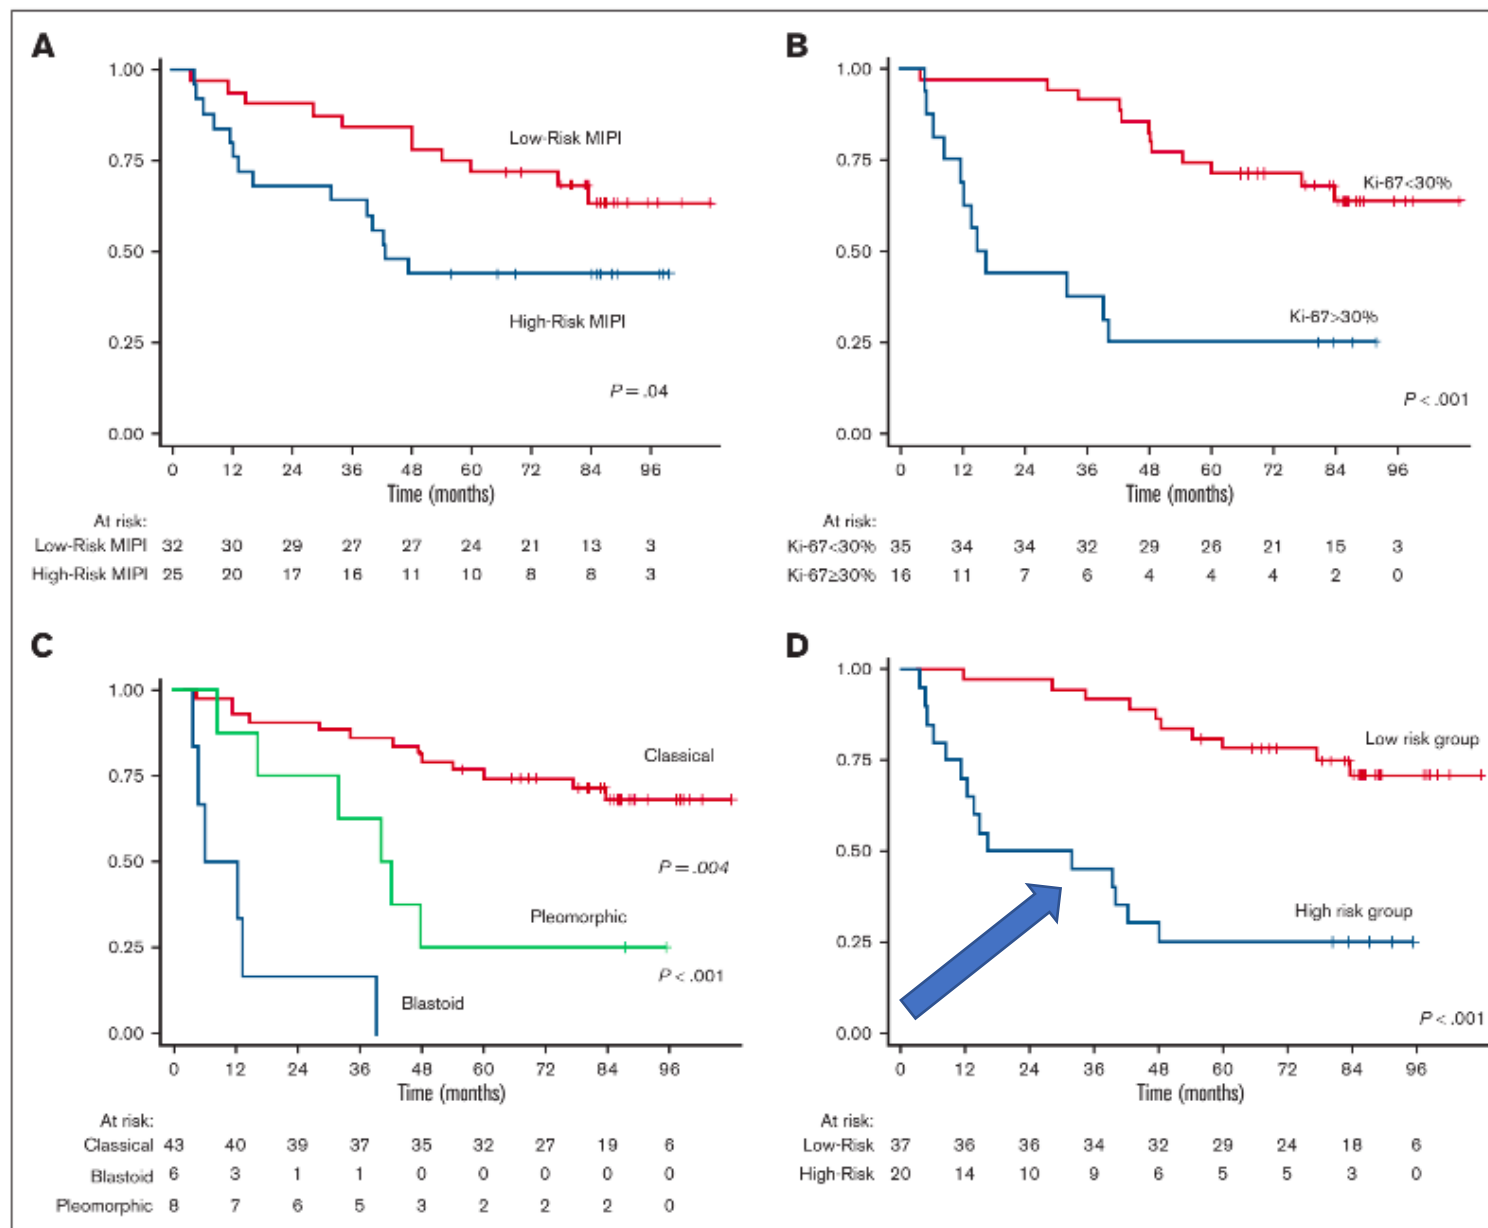 A
1.00
0.75
0.50
0.25
0.00
Low-Risk MIPI
High-Risk MIPI
P = .04
0 12 24 36 48 60 72 84 96
Time (months)
At risk:
Low-Risk MIPI 32 30 29 27 27 24 21 13 3
High-Risk MIPI 25 20 17 16 11 10 8 8 3
B
1.00
0.75
0.50
0.25
0.00
Ki-67<30%
Ki-67>30%
P < .001
0 12 24 36 48 60 72 84 96
Time (months)
At risk:
Ki-67<30% 35 34 34 32 29 26 21 15 3
Ki-67≥30% 16 11 7 6 4 4 4 2 0
C
1.00
0.75
0.50
0.25
0.00
Classical
P = .004
Pleomorphic
P < .001
Blastoid
0 12 24 36 48 60 72 84 96
Time (months)
At risk:
Classical 43 40 39 37 35 32 27 19 6
Blastoid 6 3 1 1 0 0 0 0 0
Pleomorphic 8 7 6 5 3 2 2 2 0
D
1.00
0.75
0.50
0.25
0.00
Low risk group
High risk group
P < .001
0 12 24 36 48 60 72 84 96
Time (months)
At risk:
Low-Risk 37 36 36 34 32 29 24 18 6
High-Risk 20 14 10 9 6 5 5 3 0